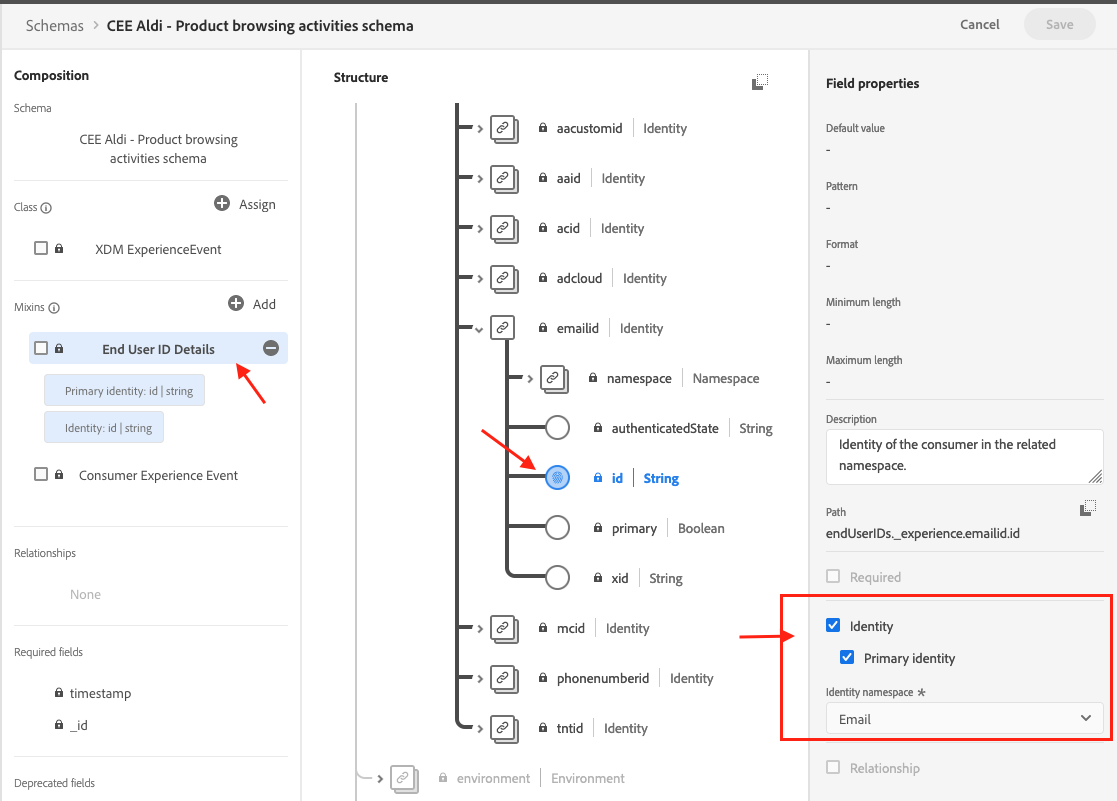 Schemas > CEE Aldi - Product browsing activities schema
Cancel
Save
Composition
Schema
CEE Aldi - Product browsing
activities schema
Class
Assign
XDM ExperienceEvent
Mixins
Add
End User ID Details
Primary identity: id | string
Identity: id | string
Consumer Experience Event
Relationships
None
Required fields
timestamp
_id
Deprecated fields
Structure
aacustomid | Identity
aaid | Identity
acid | Identity
adcloud | Identity
emailid | Identity
namespace | Namespace
authenticatedState | String
id | String
primary | Boolean
xid | String
mcid | Identity
phonenumberid | Identity
tntid | Identity
environment | Environment
Field properties
Default value
-
Pattern
-
Format
-
Minimum length
-
Maximum length
-
Description
Identity of the consumer in the related
namespace.
Path
endUserIDs._experience.emailid.id
Required
Identity
Primary identity
Identity namespace *
Email
Relationship